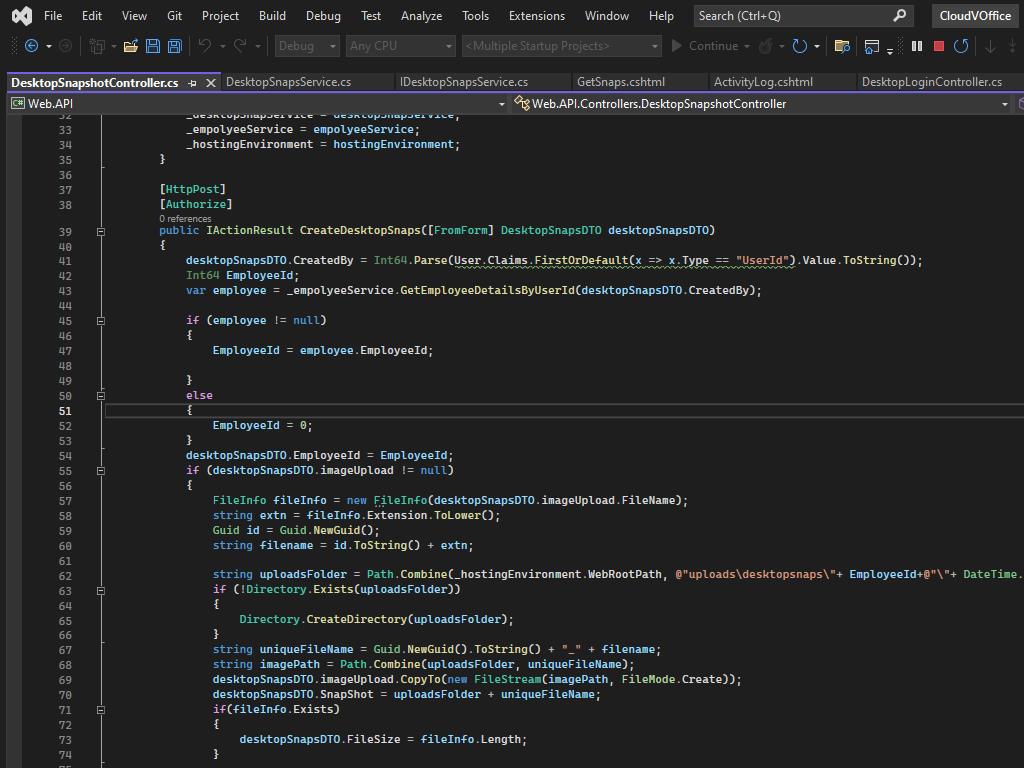 File Edit View Git Project Build Debug Test Analyze Tools Extensions Window Help Search (Ctrl+Q) CloudVOffice
Debug Any CPU <Multiple Startup Projects> Continue
DesktopSnapshotController.cs DesktopSnapsService.cs IDesktopSnapsService.cs GetSnaps.cshtml ActivityLog.cshtml DesktopLoginController.cs
C# Web.API Web.API.Controllers.DesktopSnapshotController
32 _desktopSnapService = desktopSnapService;
33 _empolyeeService = empolyeeService;
34 _hostingEnvironment = hostingEnvironment;
35 }
36
37 [HttpPost]
38 [Authorize]
0 references
39 public IActionResult CreateDesktopSnaps([FromForm] DesktopSnapsDTO desktopSnapsDTO)
40 {
41 desktopSnapsDTO.CreatedBy = Int64.Parse(User.Claims.FirstOrDefault(x => x.Type == "UserId").Value.ToString());
42 Int64 EmployeeId;
43 var employee = _empolyeeService.GetEmployeeDetailsByUserId(desktopSnapsDTO.CreatedBy);
44
45 if (employee != null)
46 {
47 EmployeeId = employee.EmployeeId;
48
49 }
50 else
51 {
52 EmployeeId = 0;
53 }
54 desktopSnapsDTO.EmployeeId = EmployeeId;
55 if (desktopSnapsDTO.imageUpload != null)
56 {
57 FileInfo fileInfo = new FileInfo(desktopSnapsDTO.imageUpload.FileName);
58 string extn = fileInfo.Extension.ToLower();
59 Guid id = Guid.NewGuid();
60 string filename = id.ToString() + extn;
61
62 string uploadsFolder = Path.Combine(_hostingEnvironment.WebRootPath, @"uploads\desktopsnaps\"+ EmployeeId+@"\"+ DateTime.
63 if (!Directory.Exists(uploadsFolder))
64 {
65 Directory.CreateDirectory(uploadsFolder);
66 }
67 string uniqueFileName = Guid.NewGuid().ToString() + "_" + filename;
68 string imagePath = Path.Combine(uploadsFolder, uniqueFileName);
69 desktopSnapsDTO.imageUpload.CopyTo(new FileStream(imagePath, FileMode.Create));
70 desktopSnapsDTO.SnapShot = uploadsFolder + uniqueFileName;
71 if(fileInfo.Exists)
72 {
73 desktopSnapsDTO.FileSize = fileInfo.Length;
74 }